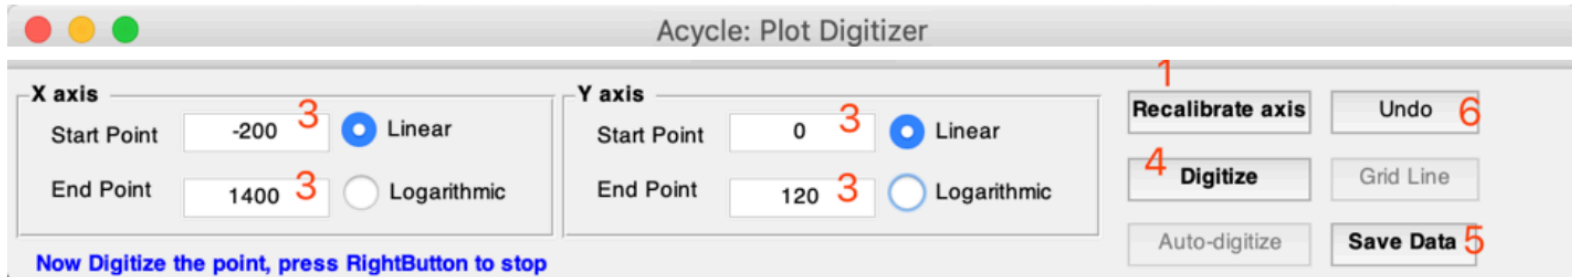 Acycle: Plot Digitizer
X axis
Start Point -200 3 Linear
End Point 1400 3 Logarithmic
Y axis
Start Point 0 3 Linear
End Point 120 3 Logarithmic
1
Recalibrate axis Undo 6
4 Digitize Grid Line
Auto-digitize Save Data 5
Now Digitize the point, press RightButton to stop